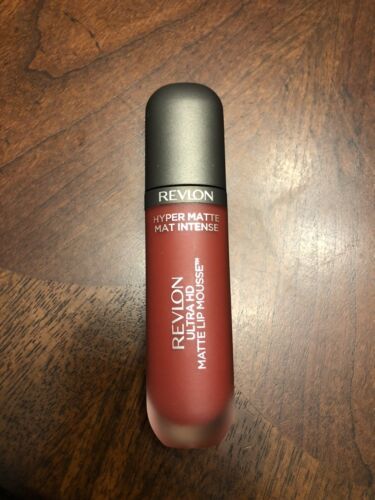 REVLON
HYPER MATTE
MAT INTENSE
REVLON
ULTRA HD
MATTE LIP MOUSSE™